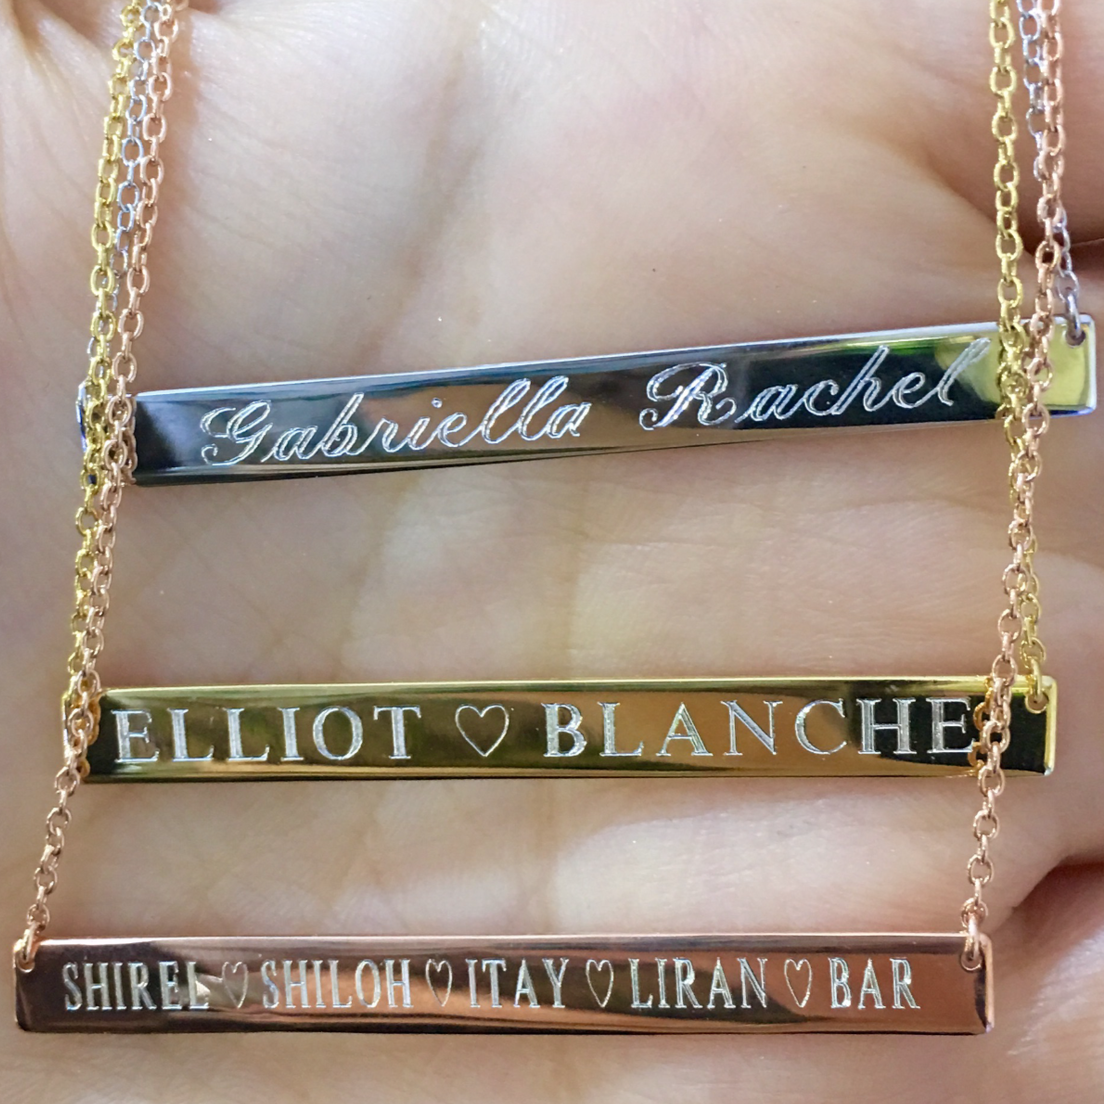 Gabriella Rachel
ELLIOT ♡ BLANCHE
SHIREL ♡ SHILOH ♡ ITAY ♡ LIRAN ♡ BAR